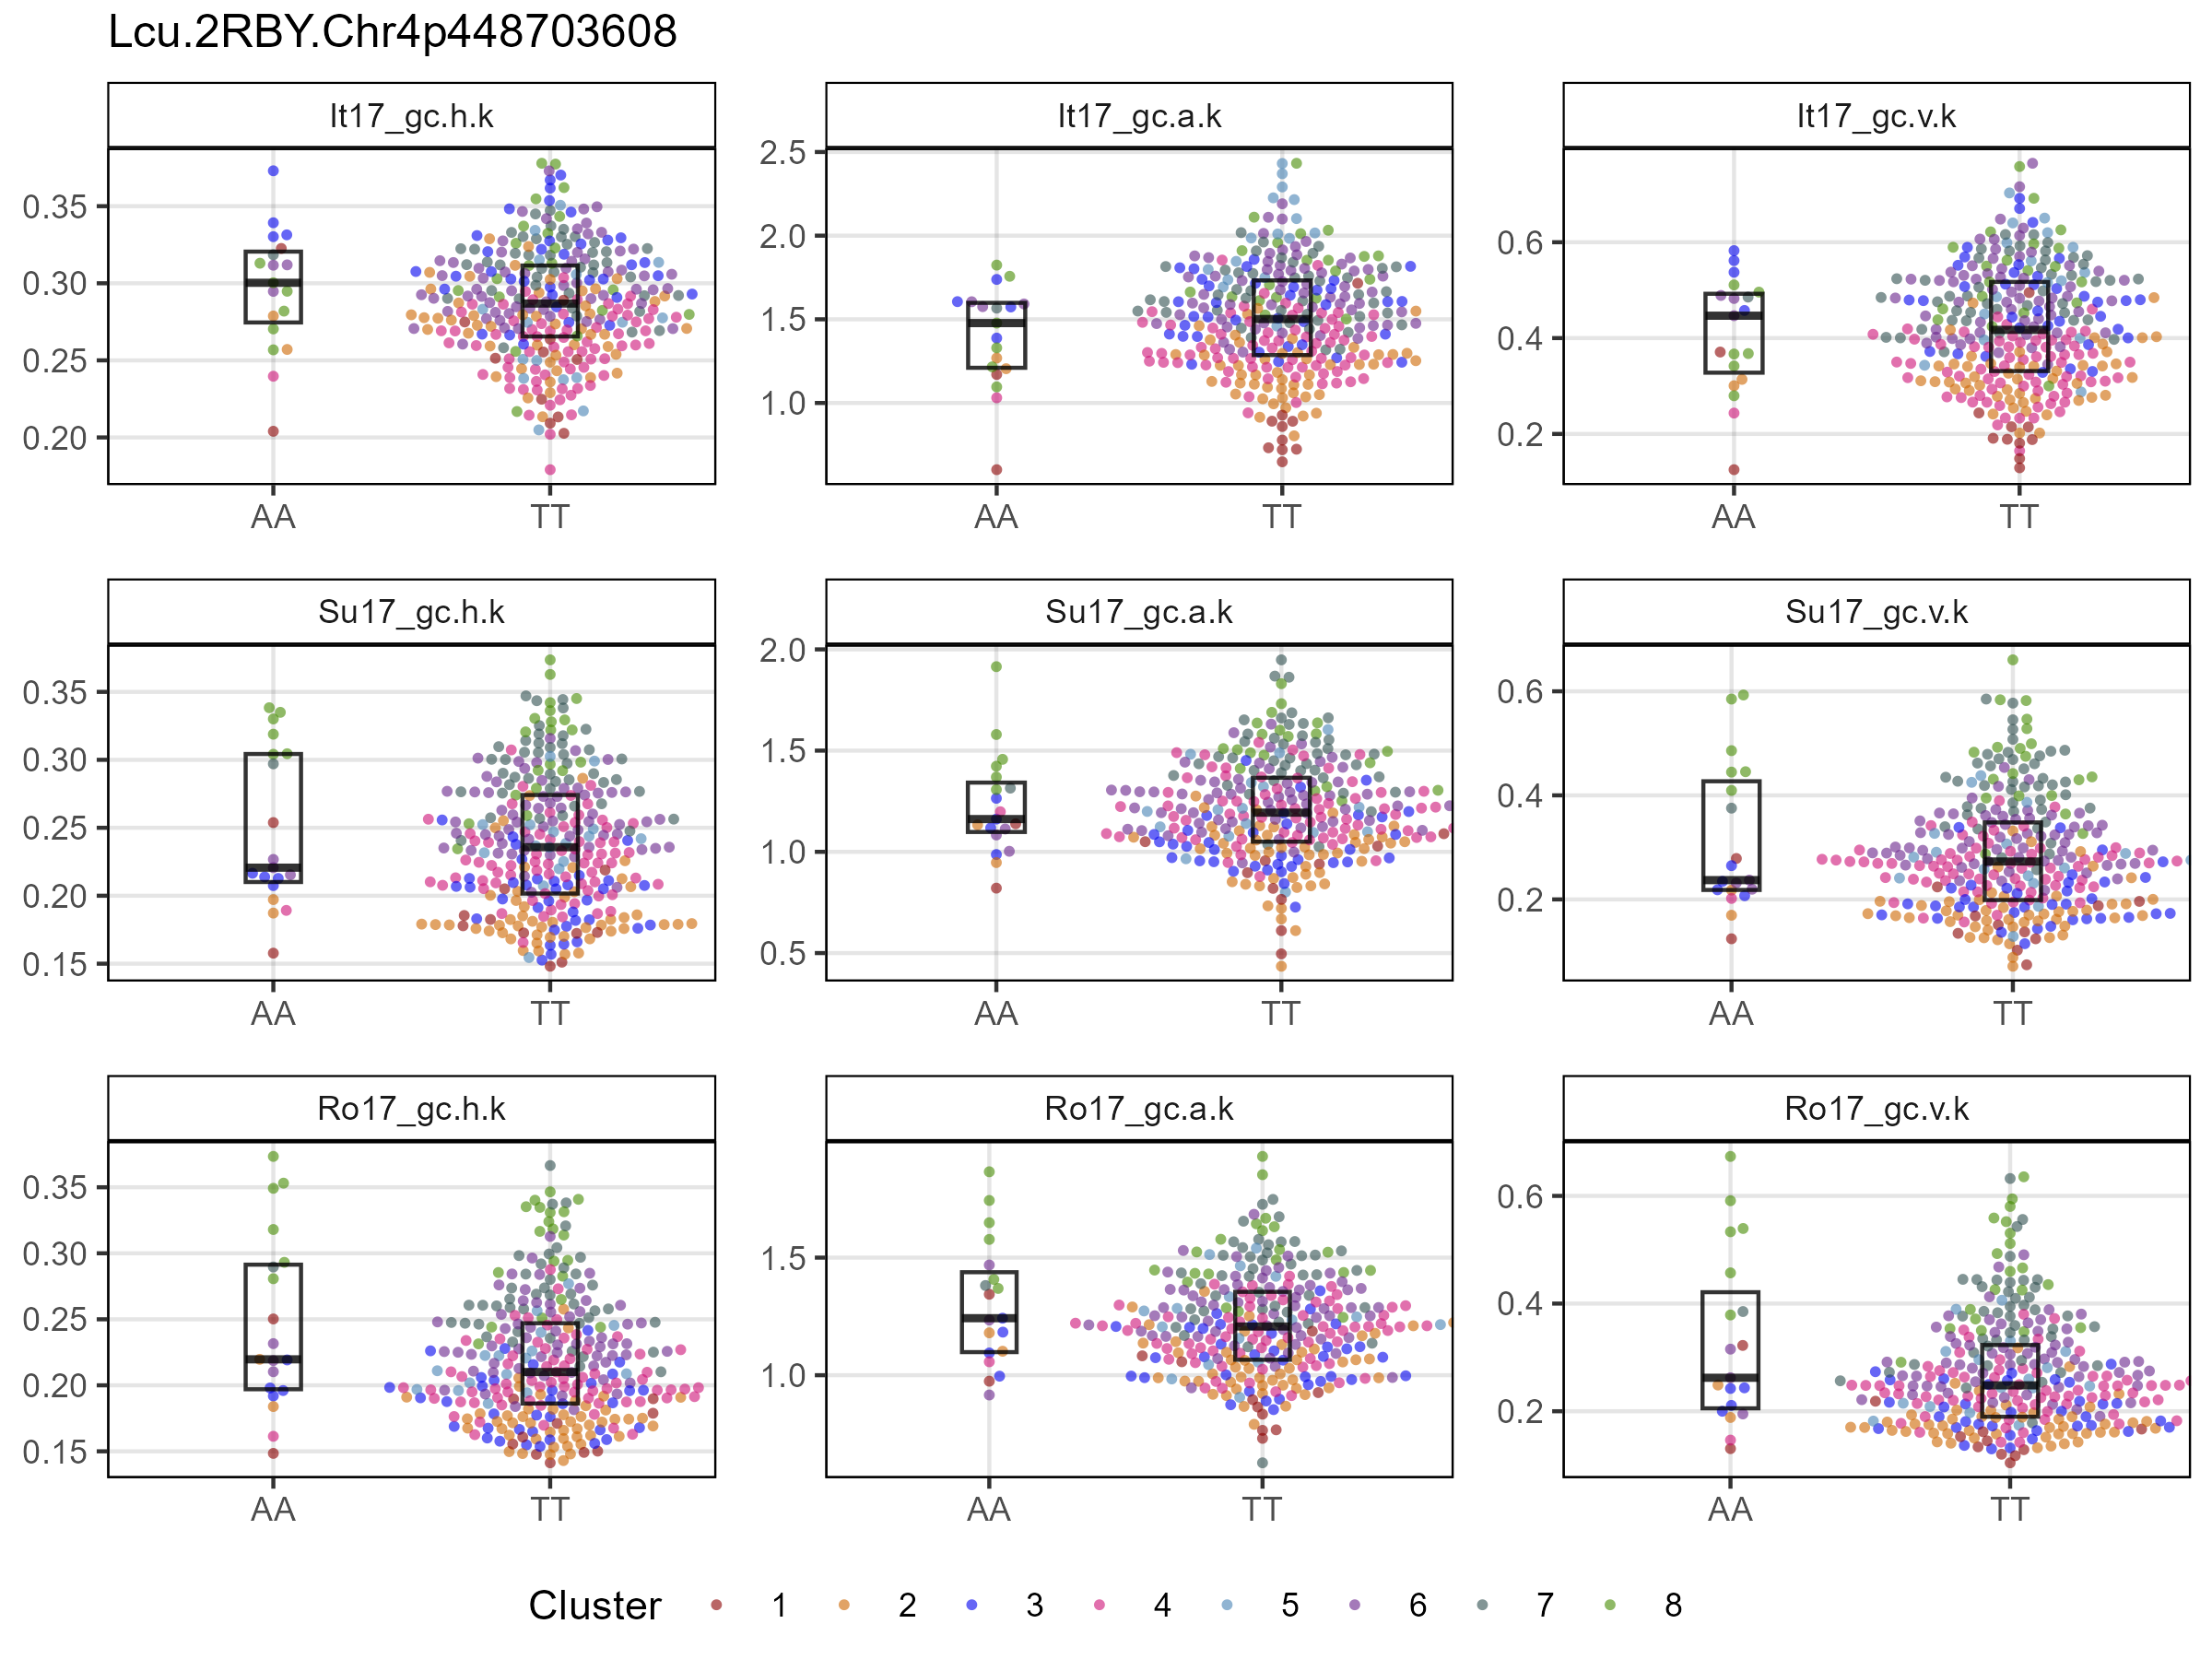 Lcu.2RBY.Chr4p448703608
It17_gc.h.k
It17_gc.a.k
It17_gc.v.k
0.35
0.30
0.25
0.20
AA
TT
2.5
2.0
1.5
1.0
AA
TT
0.6
0.4
0.2
AA
TT
Su17_gc.h.k
Su17_gc.a.k
Su17_gc.v.k
0.35
0.30
0.25
0.20
0.15
AA
TT
2.0
1.5
1.0
0.5
AA
TT
0.6
0.4
0.2
AA
TT
Ro17_gc.h.k
Ro17_gc.a.k
Ro17_gc.v.k
0.35
0.30
0.25
0.20
0.15
AA
TT
1.5
1.0
AA
TT
0.6
0.4
0.2
AA
TT
Cluster 1 2 3 4 5 6 7 8